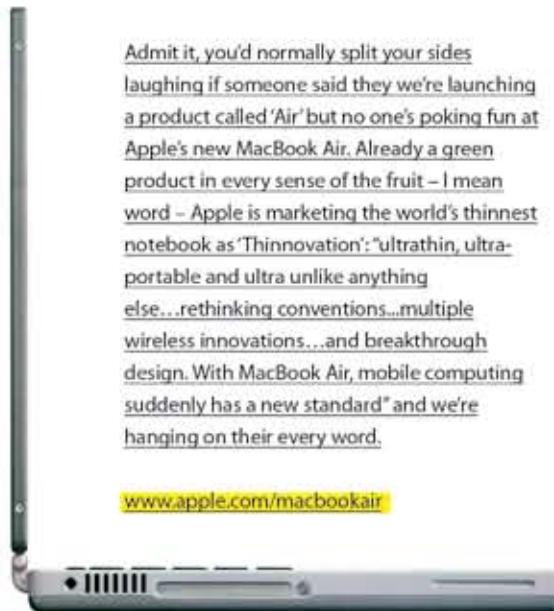 Admit it, you'd normally split your sides
laughing if someone said they we're launching
a product called 'Air' but no one's poking fun at
Apple's new MacBook Air. Already a green
product in every sense of the fruit – I mean
word – Apple is marketing the world's thinnest
notebook as 'Thinnovation': "ultrathin, ultra-
portable and ultra unlike anything
else…rethinking conventions...multiple
wireless innovations…and breakthrough
design. With MacBook Air, mobile computing
suddenly has a new standard" and we're
hanging on their every word.
www.apple.com/macbookair